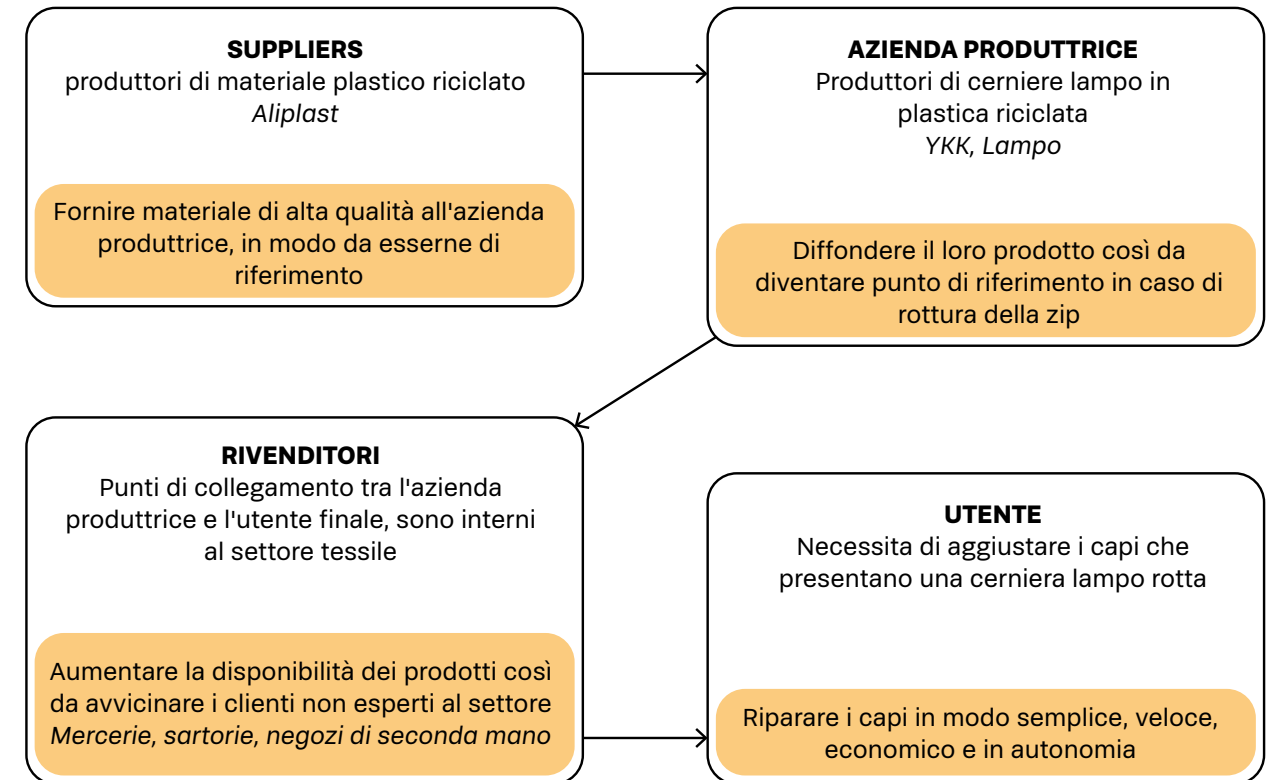 SUPPLIERS
produttori di materiale plastico riciclato
Aliplast
Fornire materiale di alta qualità all'azienda
produttrice, in modo da esserne di
riferimento
AZIENDA PRODUTTRICE
Produttori di cerniere lampo in
plastica riciclata
YKK, Lampo
Diffondere il loro prodotto così da
diventare punto di riferimento in caso di
rottura della zip
RIVENDITORI
Punti di collegamento tra l'azienda
produttrice e l'utente finale, sono interni
al settore tessile
Aumentare la disponibilità dei prodotti così
da avvicinare i clienti non esperti al settore
Mercerie, sartorie, negozi di seconda mano
UTENTE
Necessita di aggiustare i capi che
presentano una cerniera lampo rotta
Riparare i capi in modo semplice, veloce,
economico e in autonomia